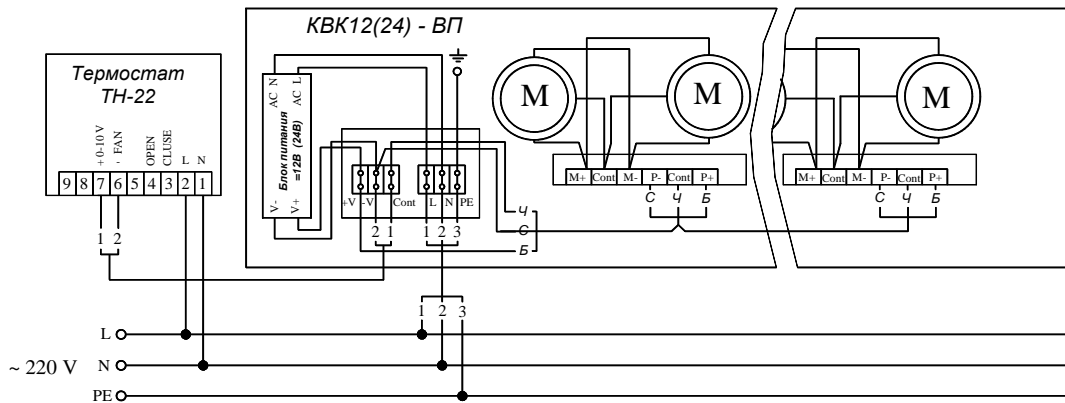 КВК12(24) - ВП
Термостат
ТН-22
+ 0-10 V
- FAN
OPEN
CLUSE
L
N
9 8 7 6 5 4 3 2 1
1 2
AC N
AC L
Блок питания
=12В (24В)
V-
V+
+V -V Cont L N PE
2 1 1 2 3
Ч
С
Б
M M M
M+ Cont M- P- Cont P+
С Ч Б
M+ Cont M- P- Cont P+
С Ч Б
1 2 3
L
~ 220 V N
PE